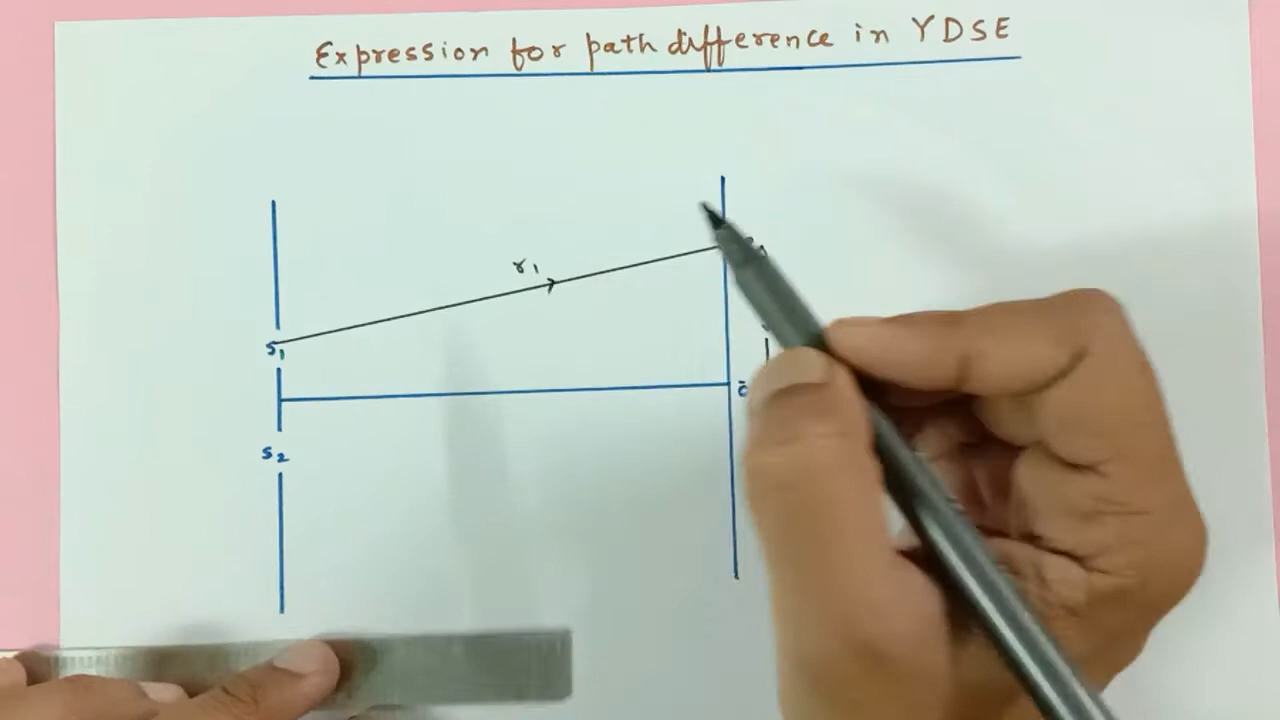 Expression for path difference in YDSE
r₁
S₁
O
S₂